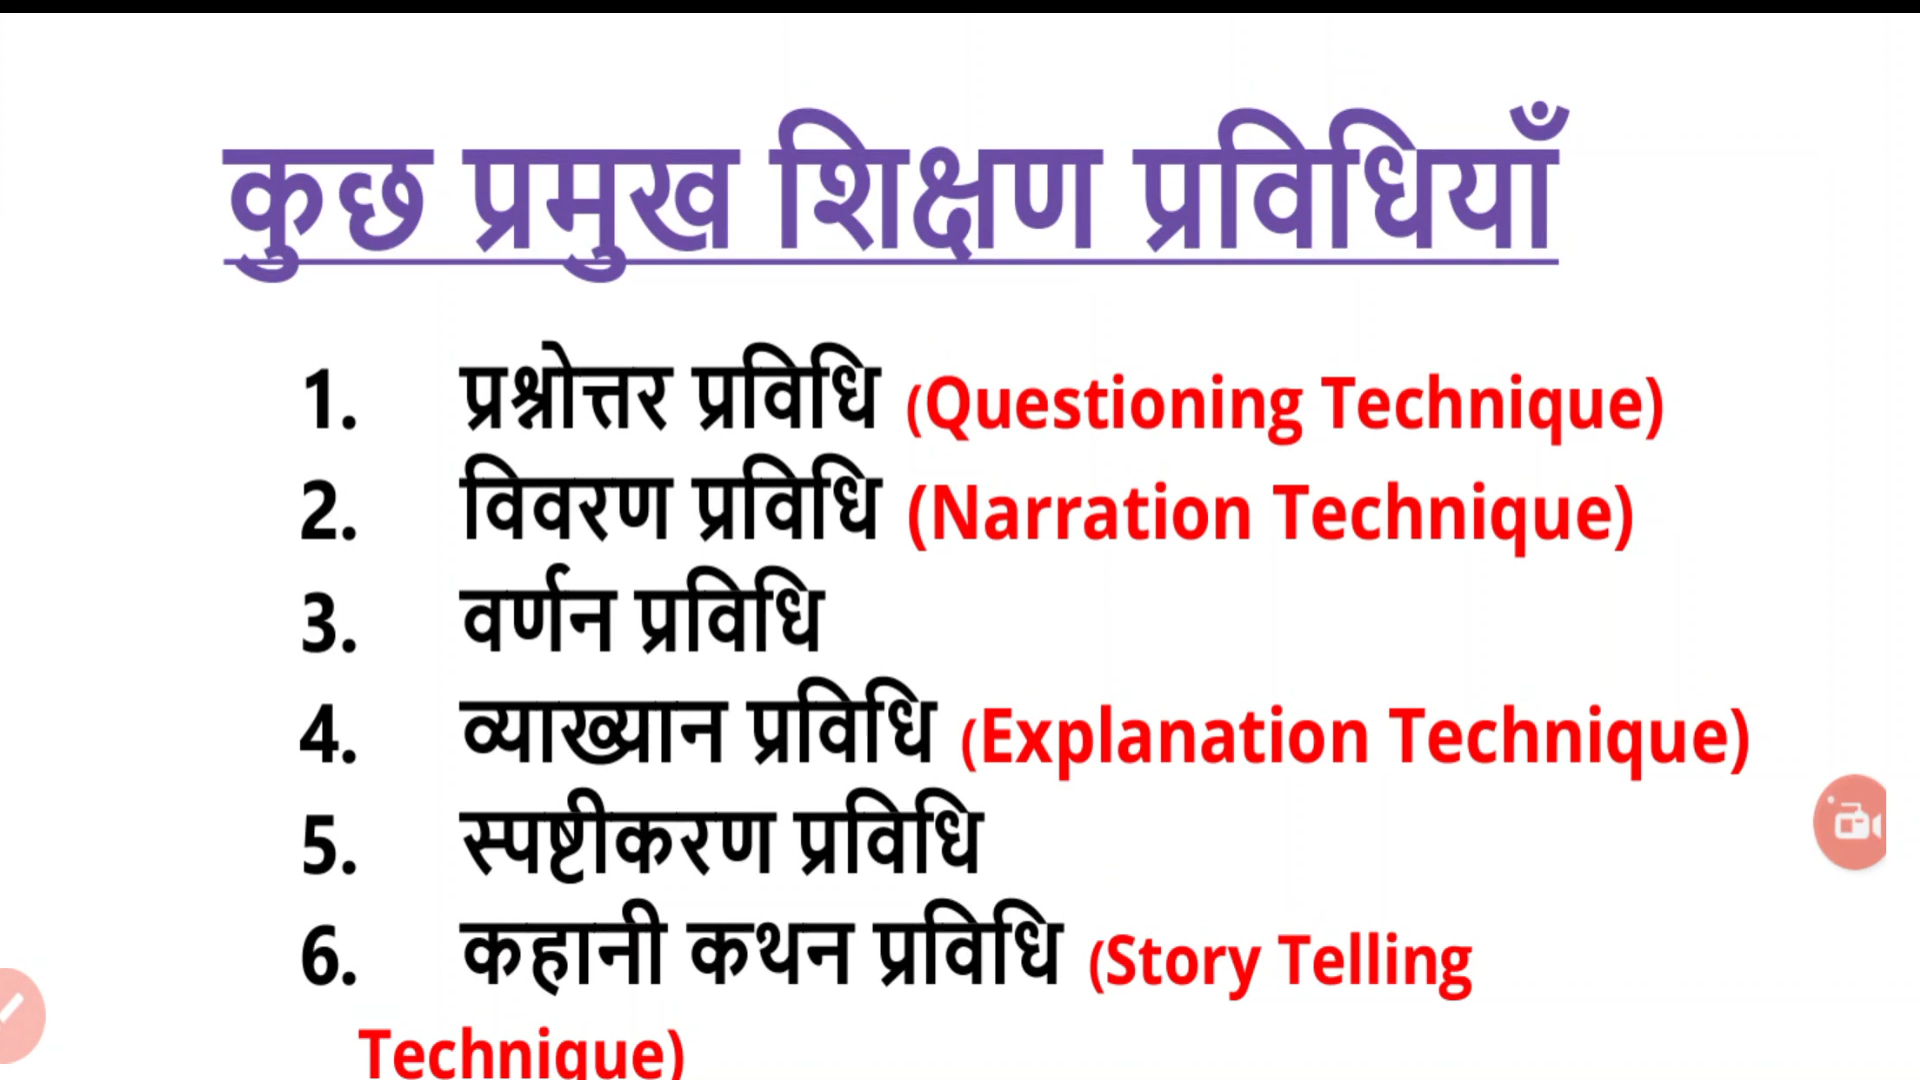 कुछ प्रमुख शिक्षण प्रविधियाँ
1. प्रश्नोत्तर प्रविधि (Questioning Technique)
2. विवरण प्रविधि (Narration Technique)
3. वर्णन प्रविधि
4. व्याख्यान प्रविधि (Explanation Technique)
5. स्पष्टीकरण प्रविधि
6. कहानी कथन प्रविधि (Story Telling
Technique)